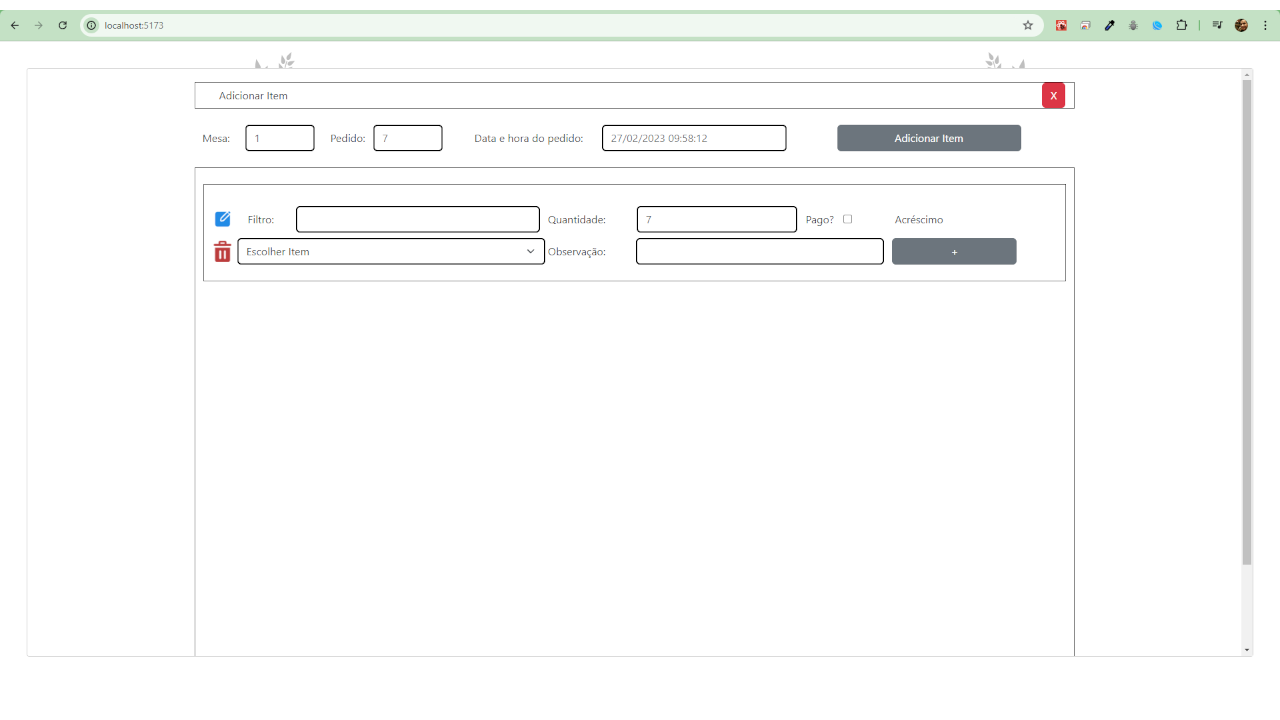 localhost:5173
Adicionar Item X
Mesa: 1 Pedido: 7 Data e hora do pedido: 27/02/2023 09:58:12 Adicionar Item
Filtro: Quantidade: 7 Pago? Acréscimo
Escolher Item Observação: +